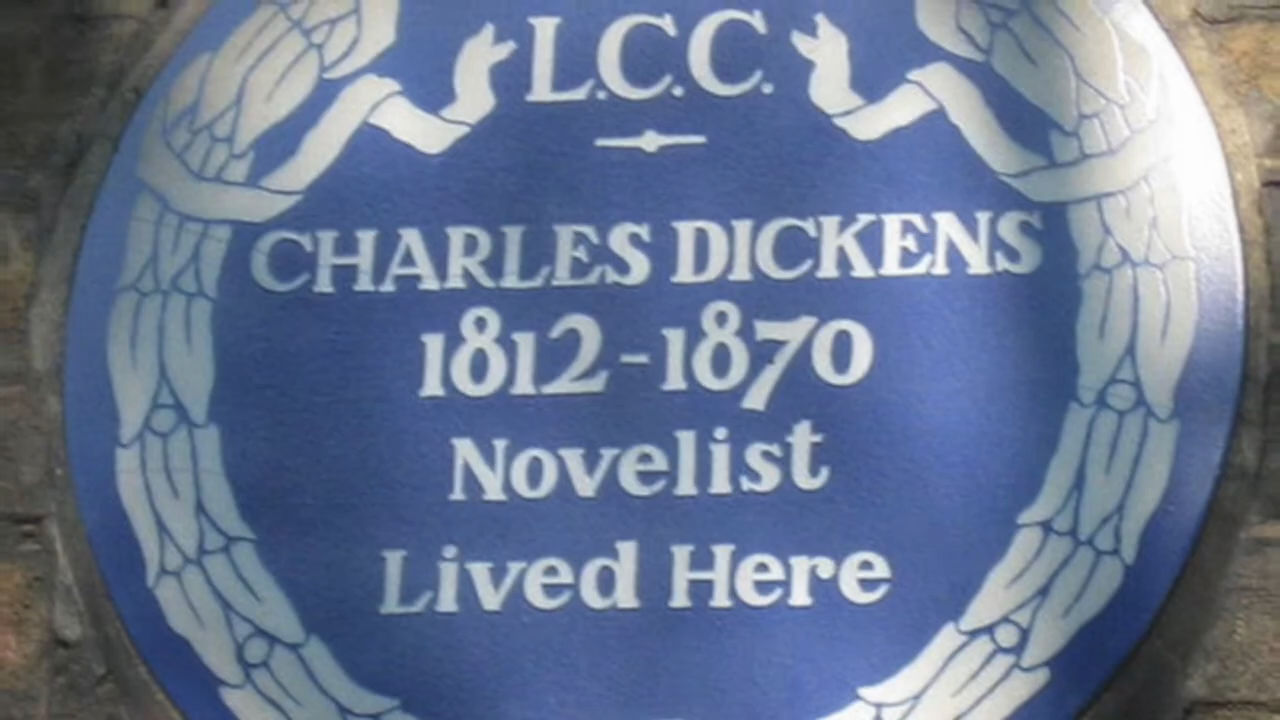 L.C.C.
CHARLES DICKENS
1812-1870
Novelist
Lived Here